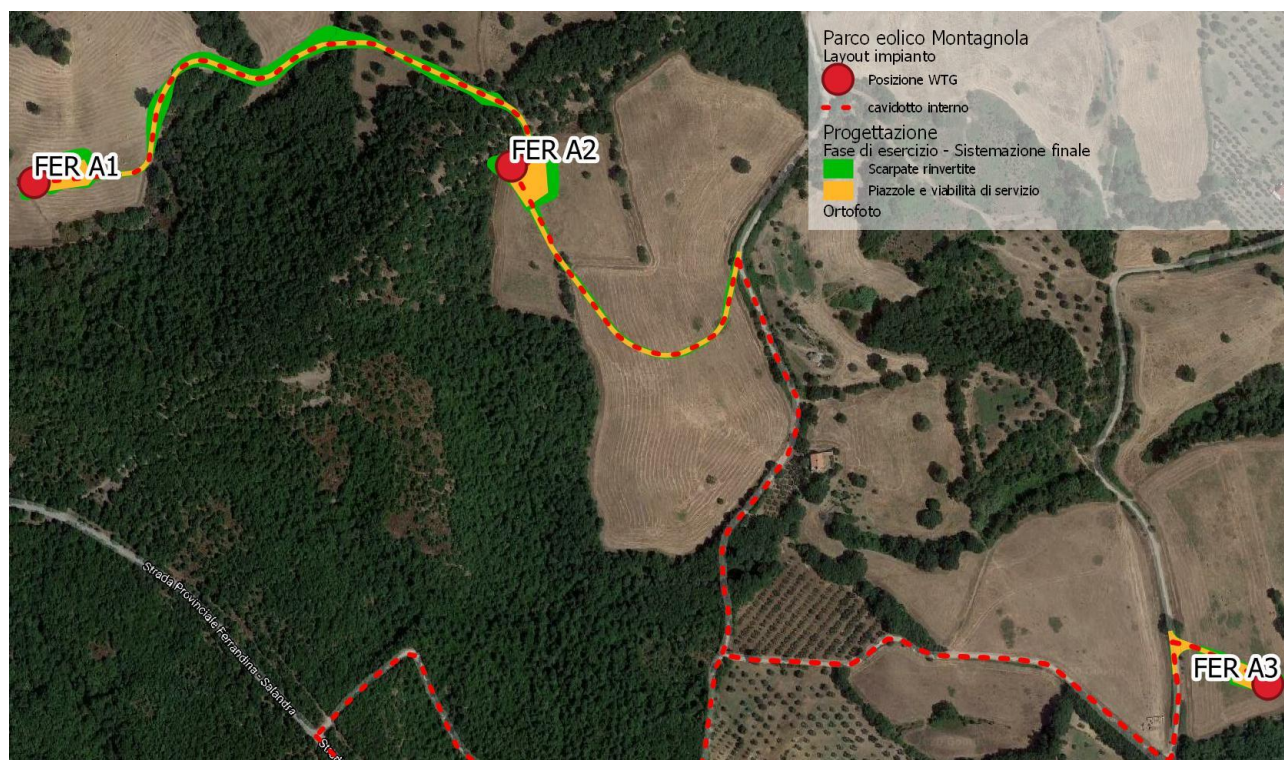 Parco eolico Montagnola
Layout impianto
Posizione WTG
cavidotto interno
Progettazione
Fase di esercizio - Sistemazione finale
Scarpate rinvertite
Piazzole e viabilità di servizio
Ortofoto
FER A1
FER A2
Strada Provinciale Ferrandina - Salandra
FER A3